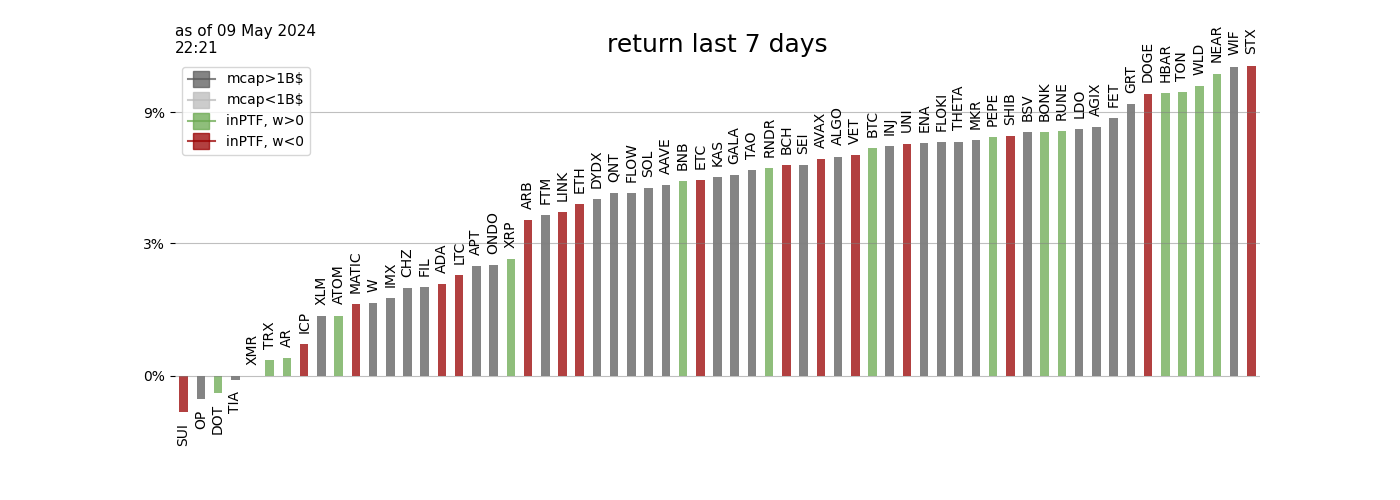 as of 09 May 2024
22:21
return last 7 days
mcap>1B$
mcap<1B$
inPTF, w>0
inPTF, w<0
9%
3%
0%
SUI
OP
DOT
TIA
XMR
TRX
AR
ICP
XLM
ATOM
MATIC
W
IMX
CHZ
FIL
ADA
LTC
APT
ONDO
XRP
ARB
FTM
LINK
ETH
DYDX
QNT
FLOW
SOL
AAVE
BNB
ETC
KAS
GALA
TAO
RNDR
BCH
SEI
AVAX
ALGO
VET
BTC
INJ
UNI
ENA
FLOKI
THETA
MKR
PEPE
SHIB
BSV
BONK
RUNE
LDO
AGIX
FET
GRT
DOGE
HBAR
TON
WLD
NEAR
WIF
STX